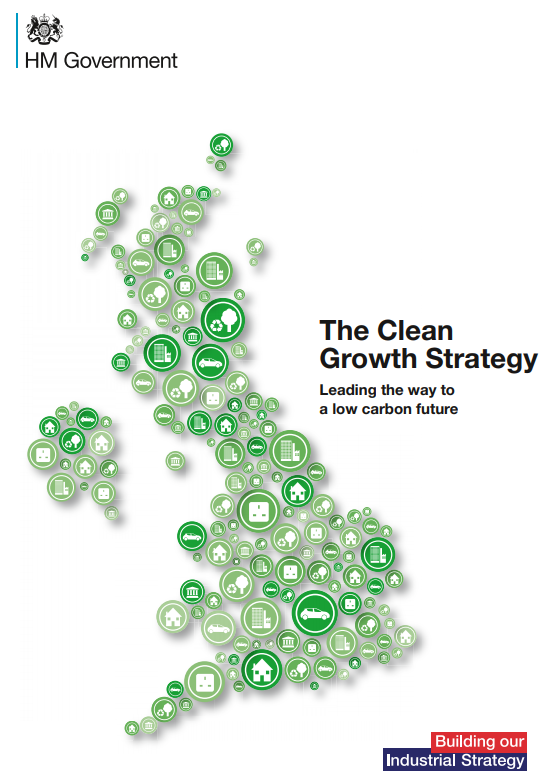 HM Government
The Clean
Growth Strategy
Leading the way to
a low carbon future
Building our
Industrial Strategy